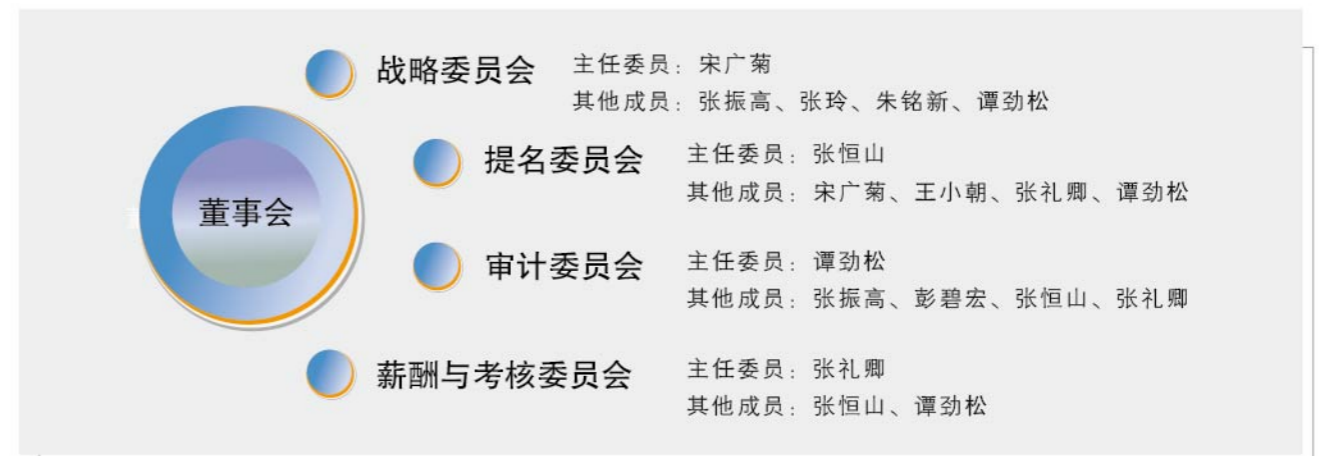 战略委员会
主任委员：宋广菊
其他成员：张振高、张玲、朱铭新、谭劲松
提名委员会
主任委员：张恒山
其他成员：宋广菊、王小朝、张礼卿、谭劲松
董事会
审计委员会
主任委员：谭劲松
其他成员：张振高、彭碧宏、张恒山、张礼卿
薪酬与考核委员会
主任委员：张礼卿
其他成员：张恒山、谭劲松